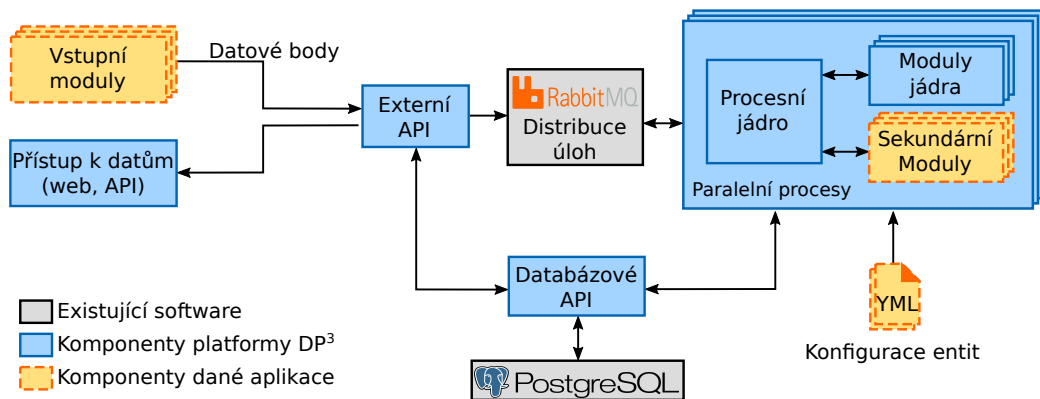 Vstupní
moduly
Datové body
Externí
API
RabbitMQ
Distribuce
úloh
Procesní
jádro
Moduly
jádra
Sekundární
Moduly
Paralelní procesy
Přístup k datům
(web, API)
Databázové
API
YML
Konfigurace entit
PostgreSQL
Existující software
Komponenty platformy DP³
Komponenty dané aplikace